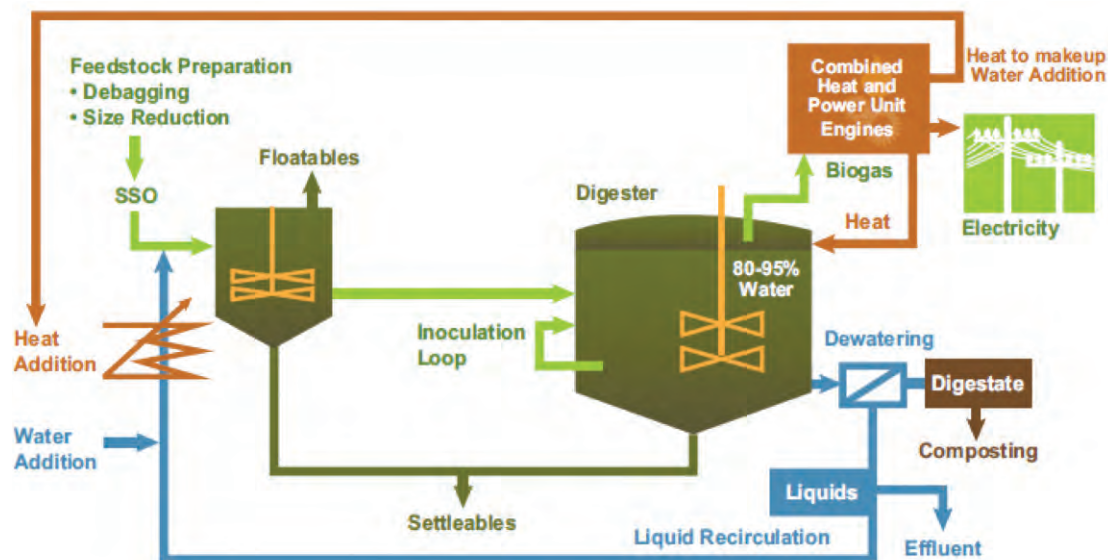 Feedstock Preparation
• Debagging
• Size Reduction
Combined
Heat and
Power Unit
Engines
Heat to makeup
Water Addition
Floatables
SSO
Digester
Biogas
Heat
Electricity
80-95%
Water
Inoculation
Loop
Heat
Addition
Dewatering
Digestate
Water
Addition
Composting
Liquids
Settleables
Liquid Recirculation
Effluent